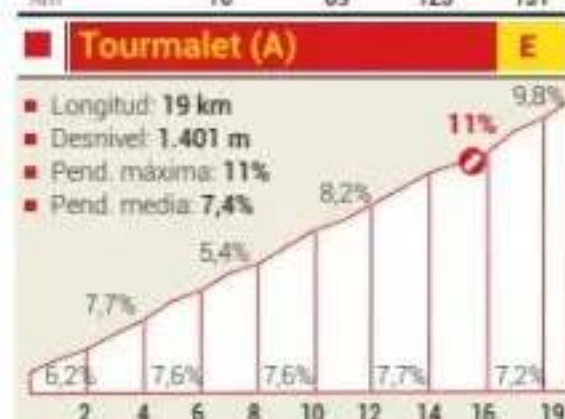 Tourmalet (A) E
Longitud: 19 km
Desnivel: 1.401 m
Pend. máxima: 11%
Pend. media: 7,4%
9,8%
11%
8,2%
5,4%
7,7%
6,2% 7,6% 7,6% 7,7% 7,2%
2 4 6 8 10 12 14 16 19